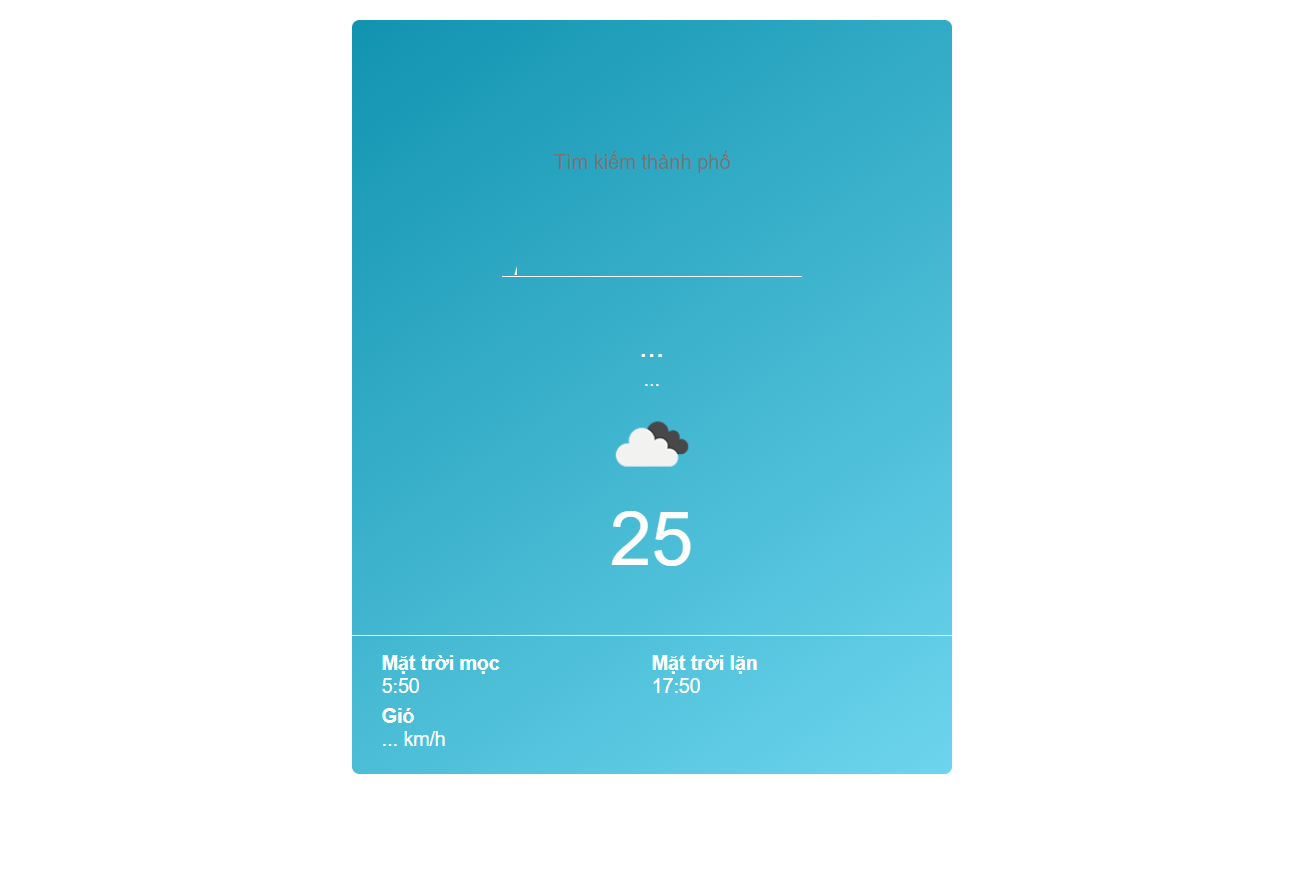 Tìm kiếm thành phố
...
...
25
Mặt trời mọc
5:50
Mặt trời lặn
17:50
Gió
... km/h